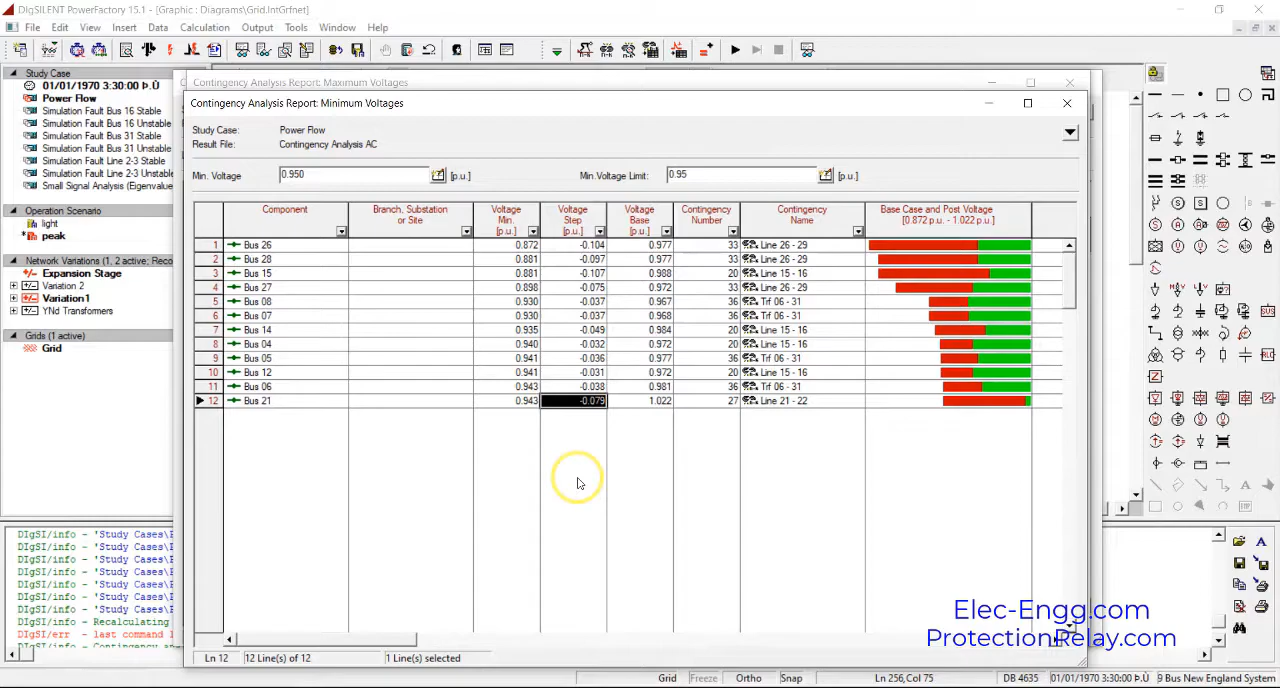 DIgSILENT PowerFactory 15.1 - [Graphic : Diagrams\Grid.IntGrfnet]
File Edit View Insert Data Calculation Output Tools Window Help
Study Case
01/01/1970 3:30:00 Þ.Ù
Power Flow
Simulation Fault Bus 16 Stable
Simulation Fault Bus 16 Unstable
Simulation Fault Bus 31 Stable
Simulation Fault Bus 31 Unstable
Simulation Fault Line 2-3 Stable
Simulation Fault Line 2-3 Unstable
Small Signal Analysis (Eigenvalue
Operation Scenario
light
*peak
Network Variations (1, 2 active; Reco
Expansion Stage
Variation 2
Variation1
YNd Transformers
Grids (1 active)
Grid
Contingency Analysis Report: Maximum Voltages
Contingency Analysis Report: Minimum Voltages
Study Case: Power Flow
Result File: Contingency Analysis AC
Min. Voltage 0.950 [p.u.] Min.Voltage Limit: 0.95 [p.u.]
Component Branch, Substation or Site Voltage Min. [p.u.] Voltage Step [p.u.] Voltage Base [p.u.] Contingency Number Contingency Name Base Case and Post Voltage [0.872 p.u. - 1.022 p.u.]
1 Bus 26 0.872 -0.104 0.977 33 Line 26 - 29
2 Bus 28 0.881 -0.097 0.977 33 Line 26 - 29
3 Bus 15 0.881 -0.107 0.988 20 Line 15 - 16
4 Bus 27 0.898 -0.075 0.972 33 Line 26 - 29
5 Bus 08 0.930 -0.037 0.967 36 Trf 06 - 31
6 Bus 07 0.930 -0.037 0.968 36 Trf 06 - 31
7 Bus 14 0.935 -0.049 0.984 20 Line 15 - 16
8 Bus 04 0.940 -0.032 0.972 20 Line 15 - 16
9 Bus 05 0.941 -0.036 0.977 36 Trf 06 - 31
10 Bus 12 0.941 -0.031 0.972 20 Line 15 - 16
11 Bus 06 0.943 -0.038 0.981 36 Trf 06 - 31
12 Bus 21 0.943 -0.079 1.022 27 Line 21 - 22
Ln 12 12 Line(s) of 12 1 Line(s) selected
DIgSI/info - 'Study Cases\
DIgSI/info - 'Study Cases\
DIgSI/info - 'Study Cases\
DIgSI/info - 'Study Cases\
DIgSI/info - 'Study Cases\
DIgSI/info - 'Study Cases\
DIgSI/info - 'Study Cases\
DIgSI/info - Recalculating
DIgSI/err - last command
DIgSI/info - Contingency
Elec-Engg.com
ProtectionRelay.com
Grid Freeze Ortho Snap Ln 256,Col 75 DB 4635 01/01/1970 3:30:00 Þ.Ù 9 Bus New England System